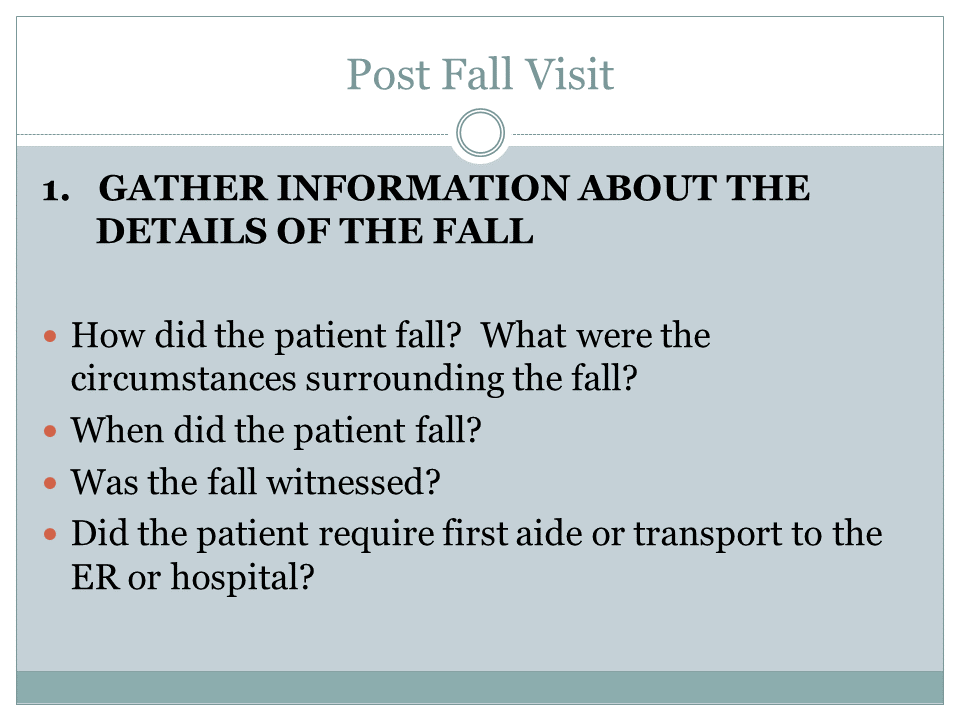 Post Fall Visit
1. GATHER INFORMATION ABOUT THE
DETAILS OF THE FALL
• How did the patient fall? What were the
circumstances surrounding the fall?
• When did the patient fall?
• Was the fall witnessed?
• Did the patient require first aide or transport to the
ER or hospital?